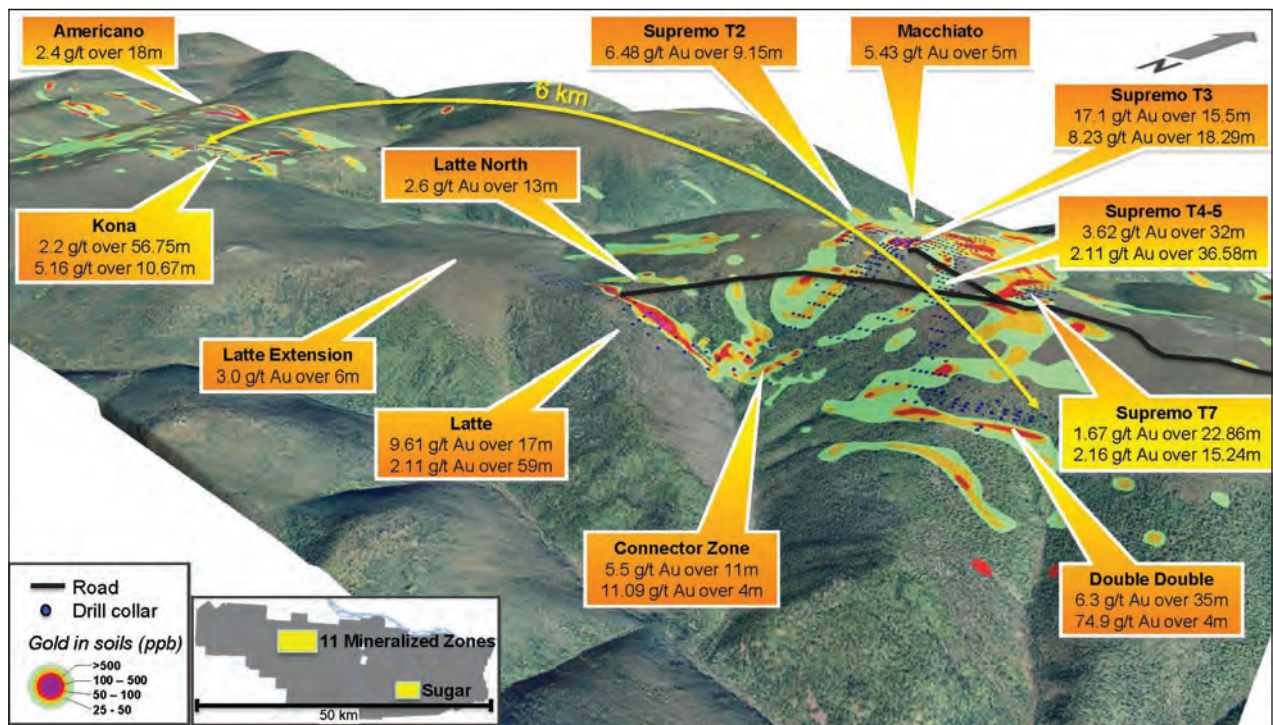 Americano
2.4 g/t over 18m
Supremo T2
6.48 g/t Au over 9.15m
Macchiato
5.43 g/t Au over 5m
N
6 km
Supremo T3
17.1 g/t Au over 15.5m
8.23 g/t Au over 18.29m
Latte North
2.6 g/t Au over 13m
Kona
2.2 g/t over 56.75m
5.16 g/t over 10.67m
Supremo T4-5
3.62 g/t Au over 32m
2.11 g/t Au over 36.58m
Latte Extension
3.0 g/t Au over 6m
Latte
9.61 g/t Au over 17m
2.11 g/t Au over 59m
Supremo T7
1.67 g/t Au over 22.86m
2.16 g/t Au over 15.24m
Connector Zone
5.5 g/t Au over 11m
11.09 g/t Au over 4m
Double Double
6.3 g/t Au over 35m
74.9 g/t Au over 4m
Road
Drill collar
Gold in soils (ppb)
>500
100 – 500
50 – 100
25 - 50
11 Mineralized Zones
Sugar
50 km